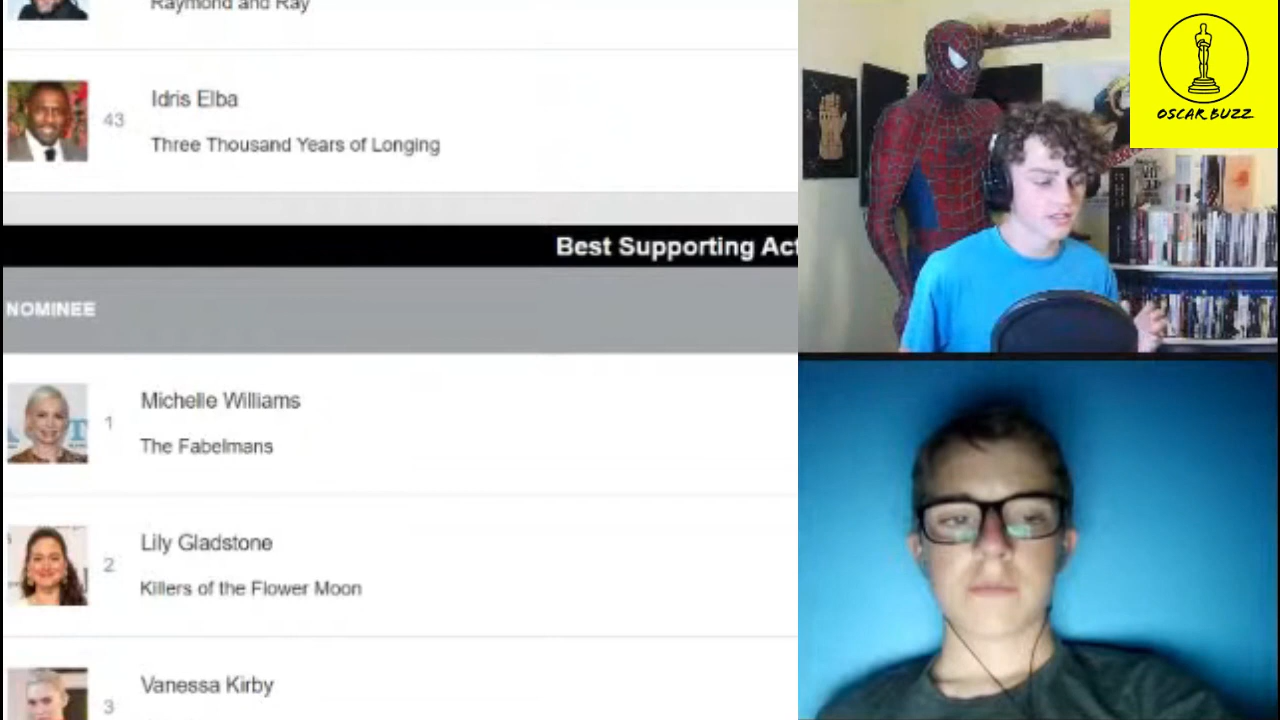 Raymond and Ray
43
Idris Elba
Three Thousand Years of Longing
Best Supporting Act
NOMINEE
1
Michelle Williams
The Fabelmans
2
Lily Gladstone
Killers of the Flower Moon
3
Vanessa Kirby
OSCAR BUZZ